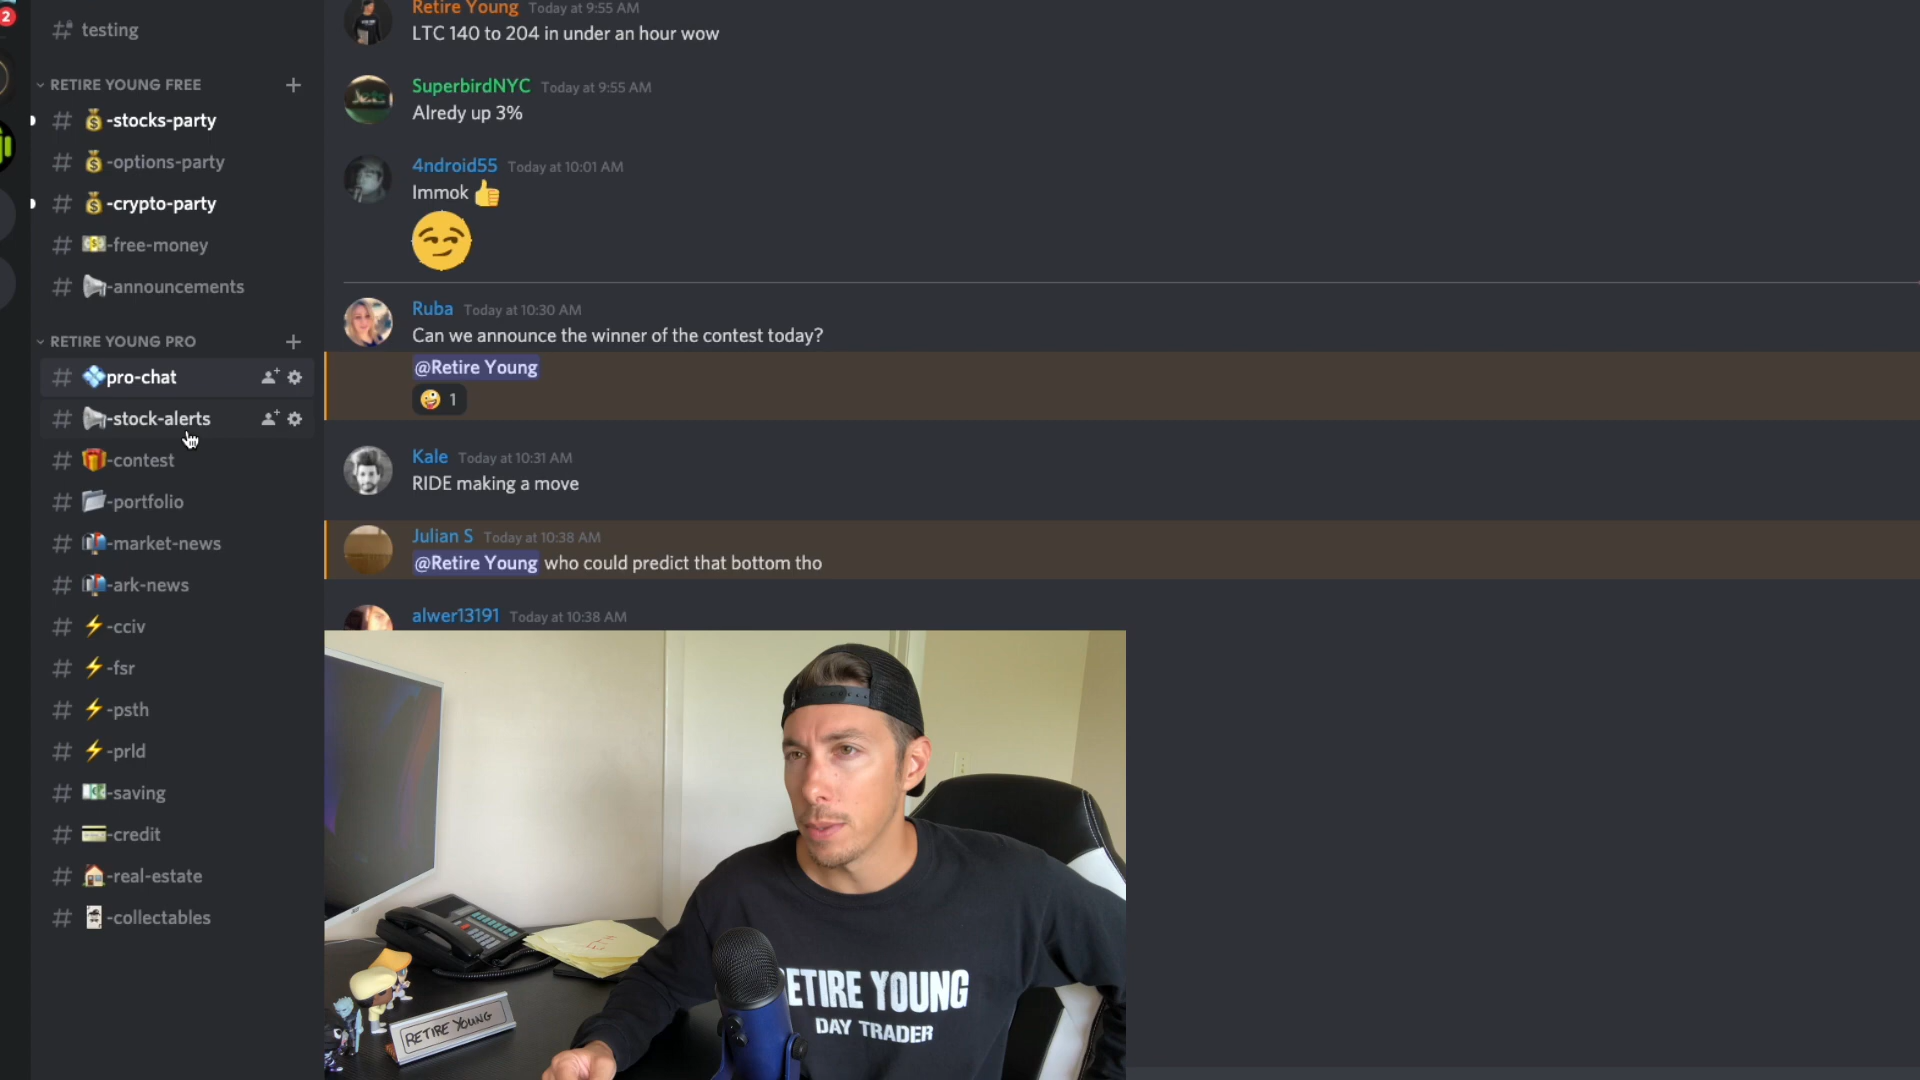 2
testing
RETIRE YOUNG FREE
-stocks-party
-options-party
-crypto-party
-free-money
-announcements
RETIRE YOUNG PRO
pro-chat
-stock-alerts
-contest
-portfolio
-market-news
-ark-news
-cciv
-fsr
-psth
-prld
-saving
-credit
-real-estate
-collectables
Retire Young Today at 9:55 AM
LTC 140 to 204 in under an hour wow
SuperbirdNYC Today at 9:55 AM
Alredy up 3%
4ndroid55 Today at 10:01 AM
Immok
Ruba Today at 10:30 AM
Can we announce the winner of the contest today?
@Retire Young
1
Kale Today at 10:31 AM
RIDE making a move
Julian S Today at 10:38 AM
@Retire Young who could predict that bottom tho
alwer13191 Today at 10:38 AM
RETIRE YOUNG
ETIRE YOUNG
DAY TRADER